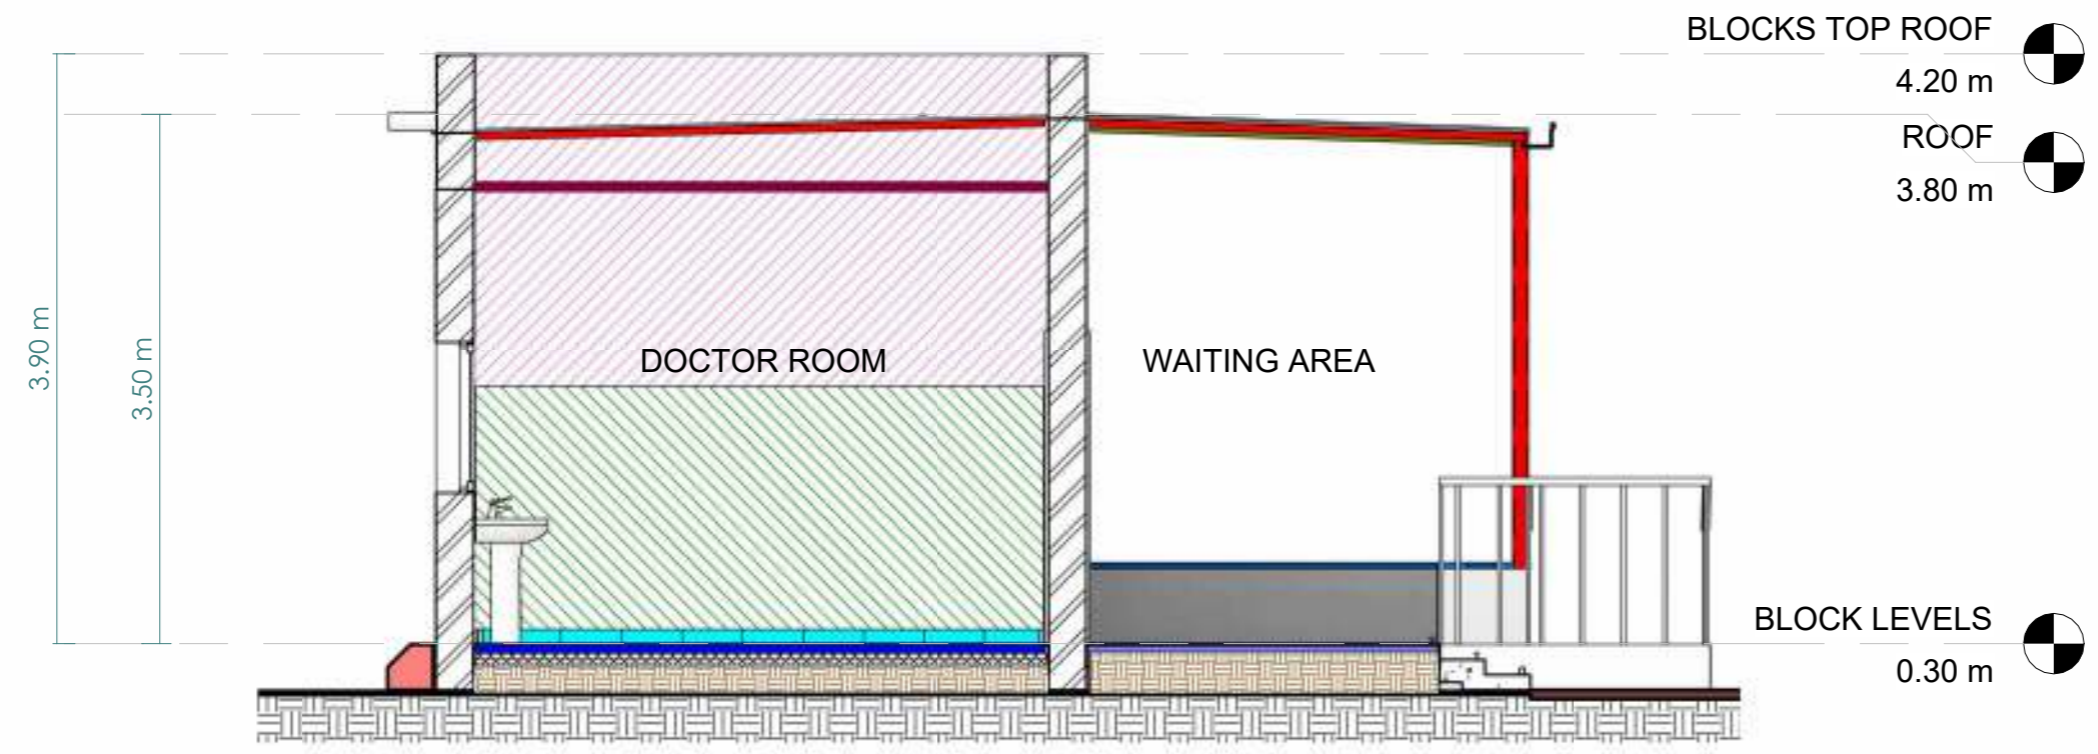 BLOCKS TOP ROOF
4.20 m
ROOF
3.80 m
3.90 m
3.50 m
DOCTOR ROOM
WAITING AREA
BLOCK LEVELS
0.30 m